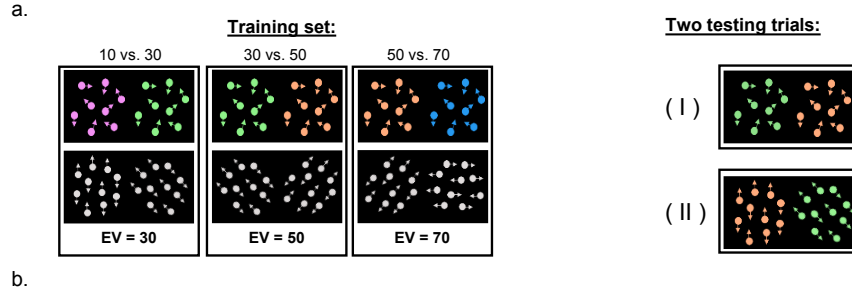 a.
Training set:
Two testing trials:
10 vs. 30
30 vs. 50
50 vs. 70
( I )
( II )
EV = 30
EV = 50
EV = 70
b.